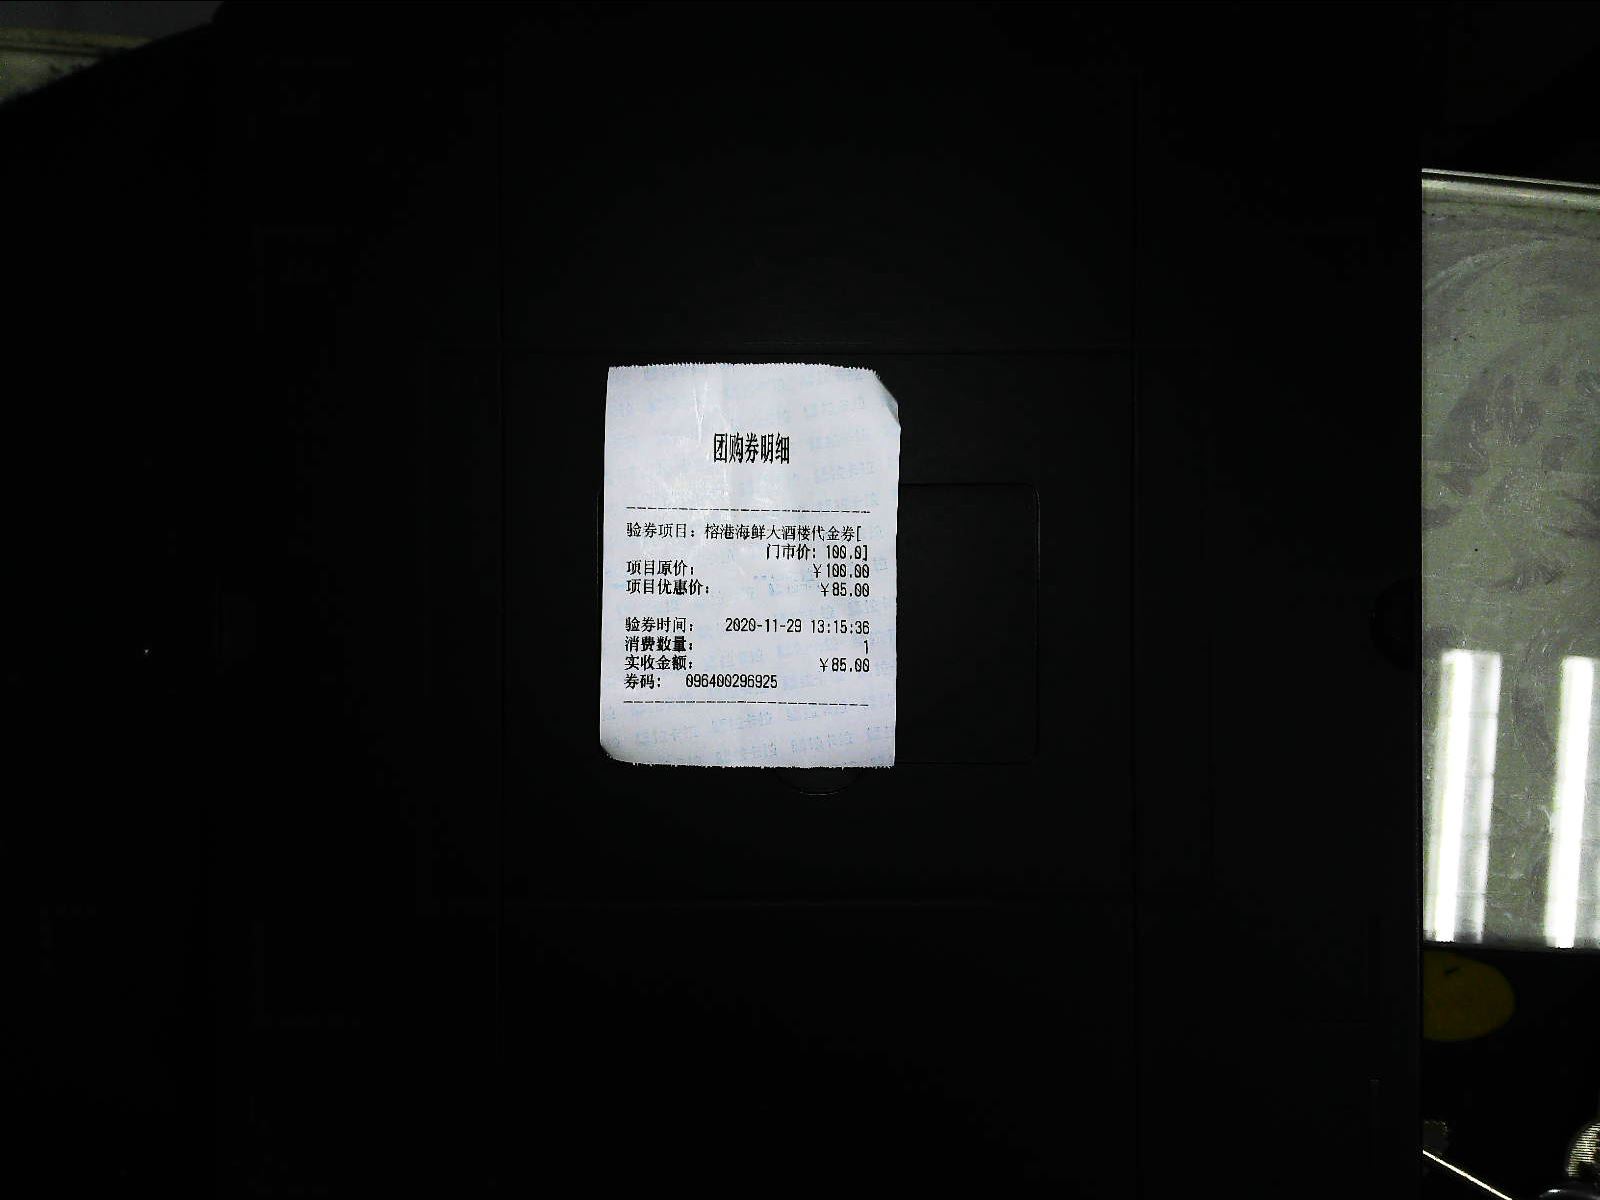 团购券明细
验券项目：榕港海鲜大酒楼代金券[
门市价：100.0]
项目原价： ￥100.00
项目优惠价： ￥85.00
验券时间： 2020-11-29 13:15:36
消费数量： 1
实收金额： ￥85.00
券码： 096400296925